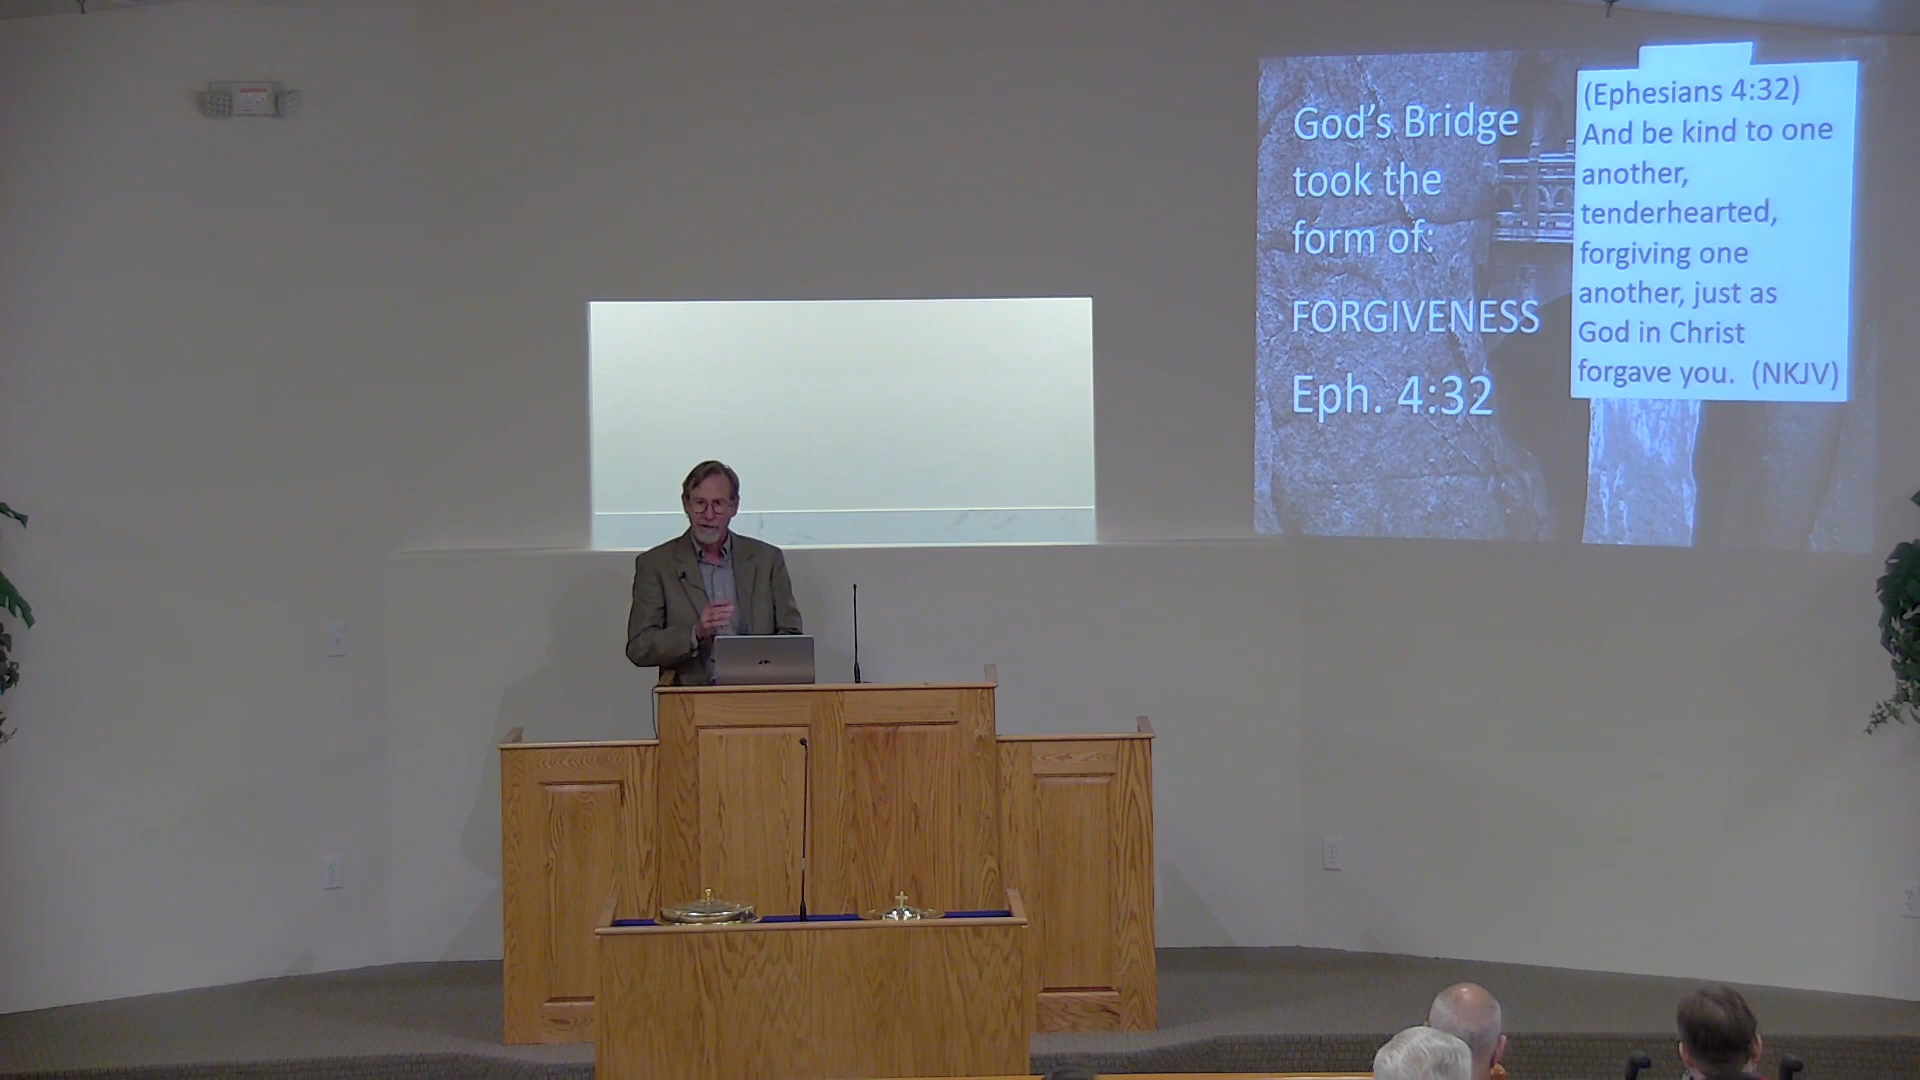 God's Bridge
took the
form of:
FORGIVENESS
Eph. 4:32
(Ephesians 4:32)
And be kind to one
another,
tenderhearted,
forgiving one
another, just as
God in Christ
forgave you.  (NKJV)